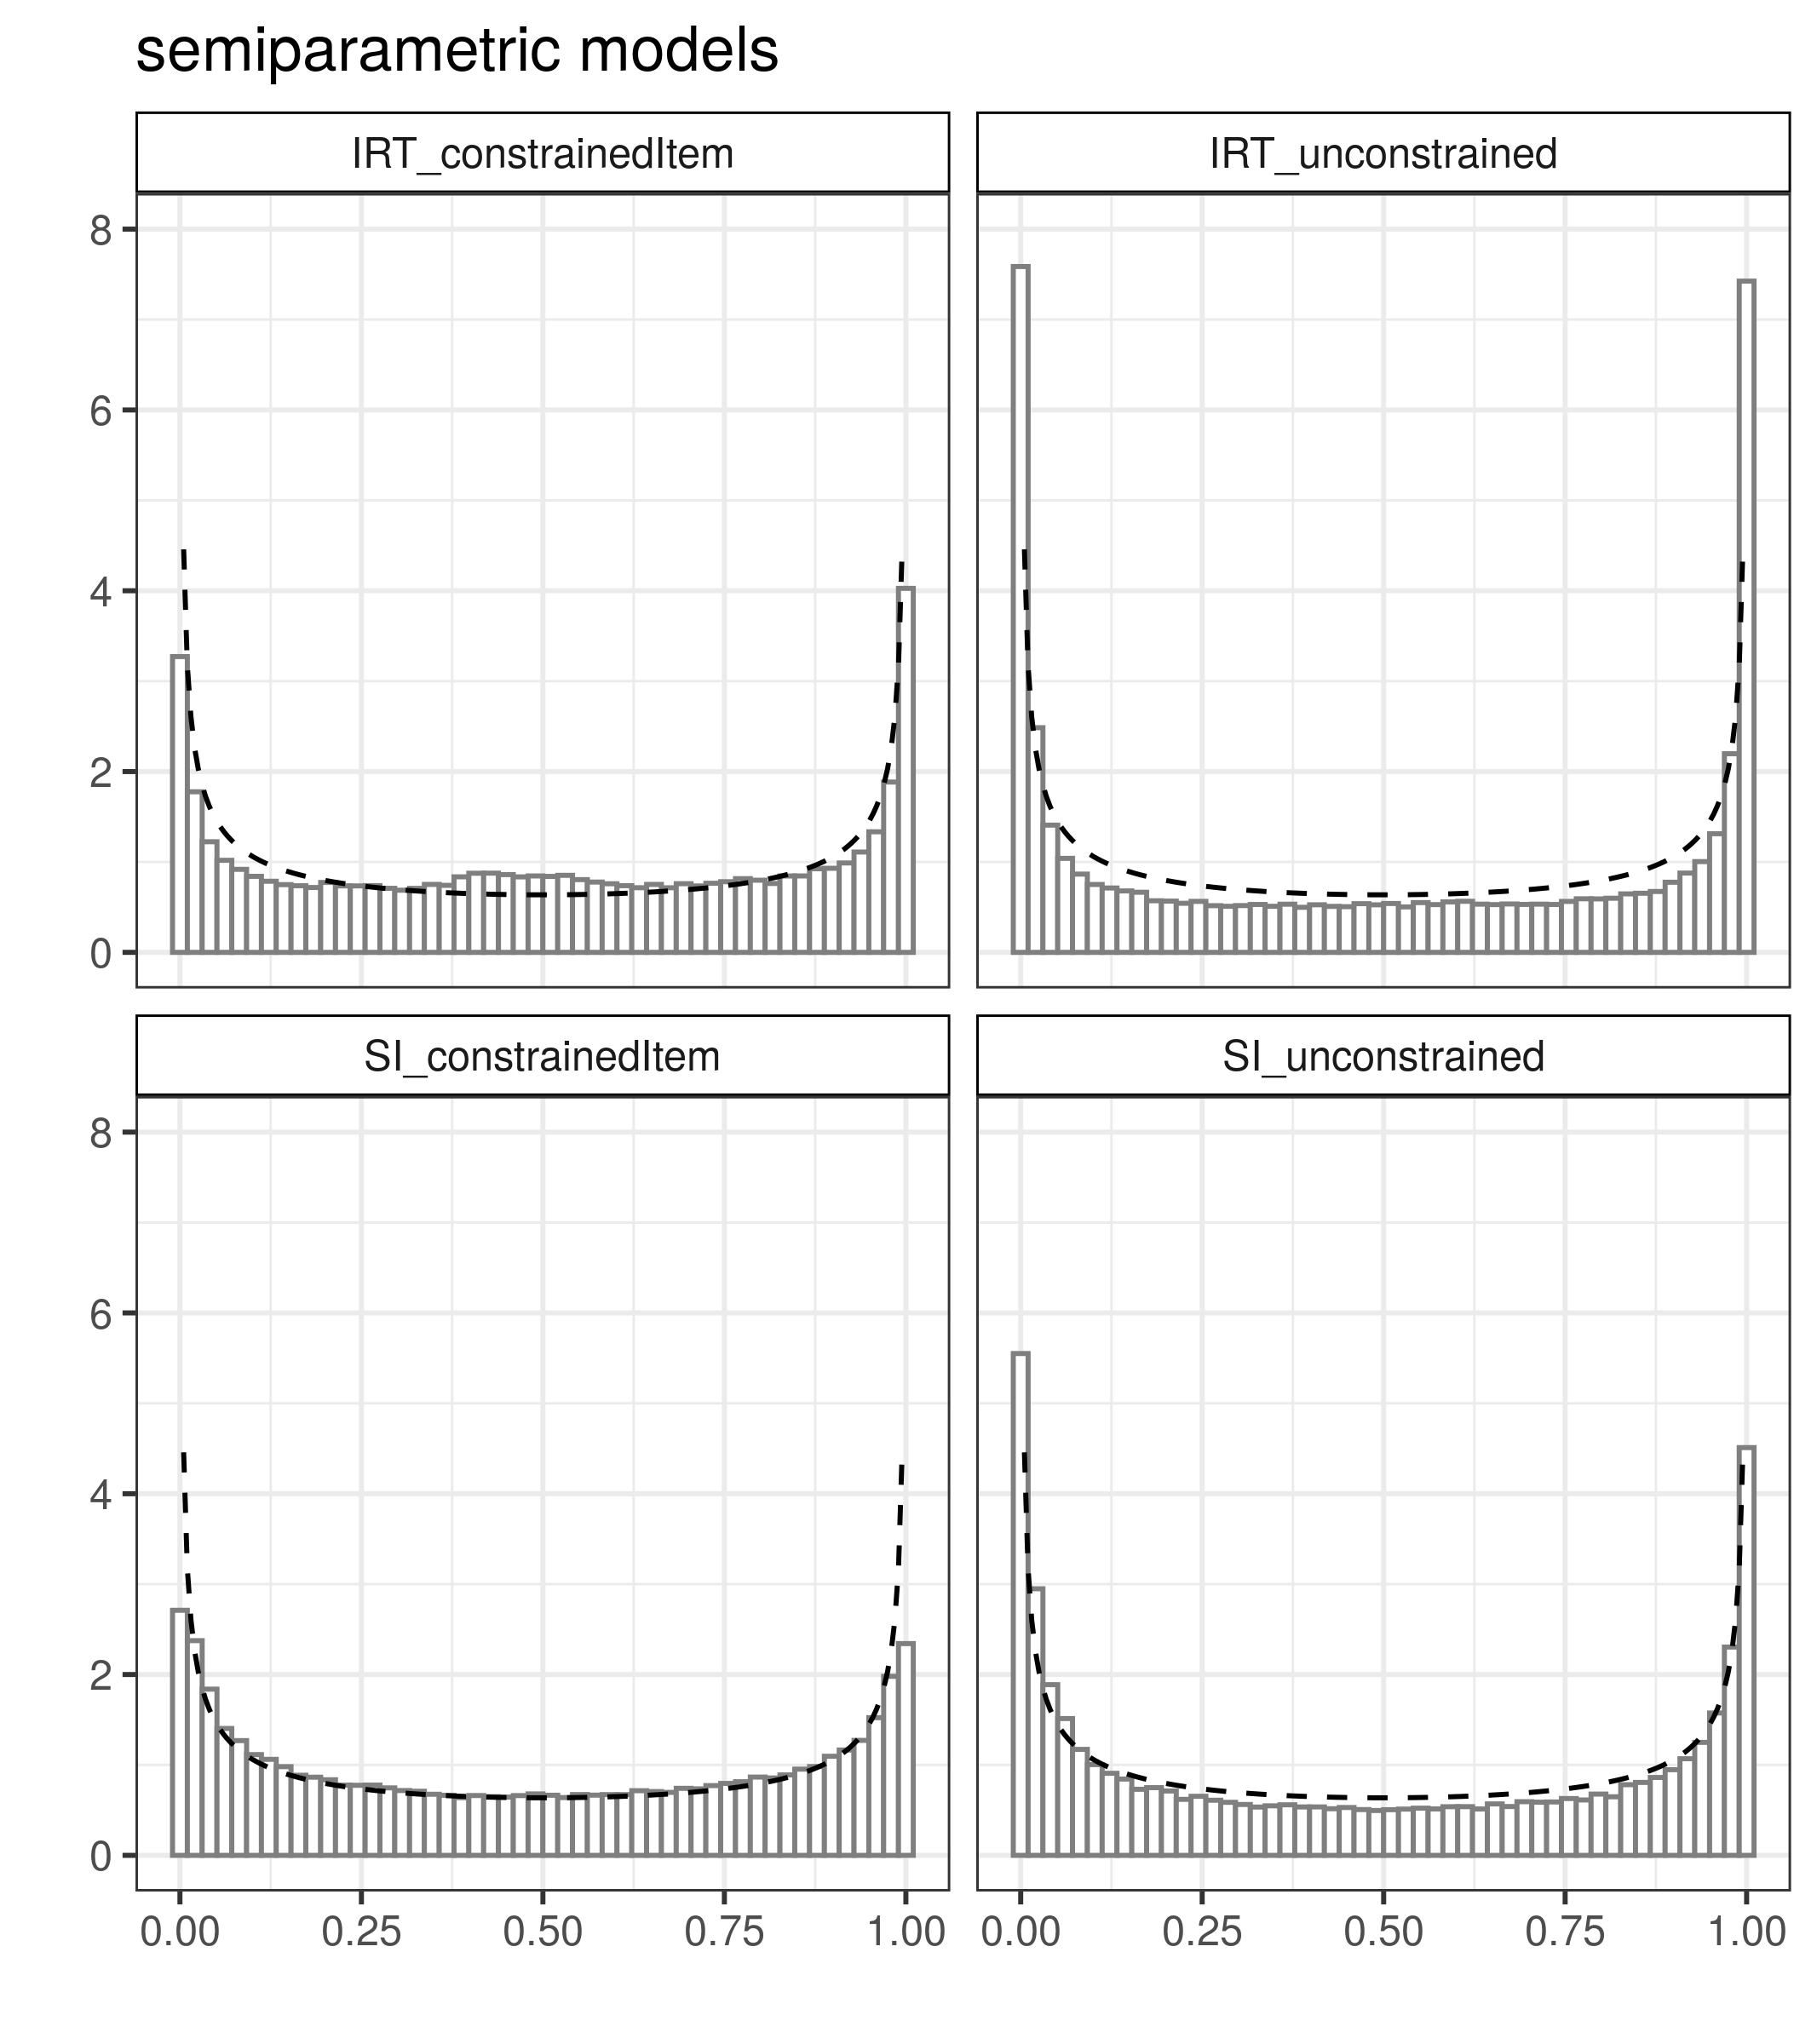 semiparametric models
IRT_constrainedItem
IRT_unconstrained
8
6
4
2
0
SI_constrainedItem
SI_unconstrained
8
6
4
2
0
0.00 0.25 0.50 0.75 1.00
0.00 0.25 0.50 0.75 1.00